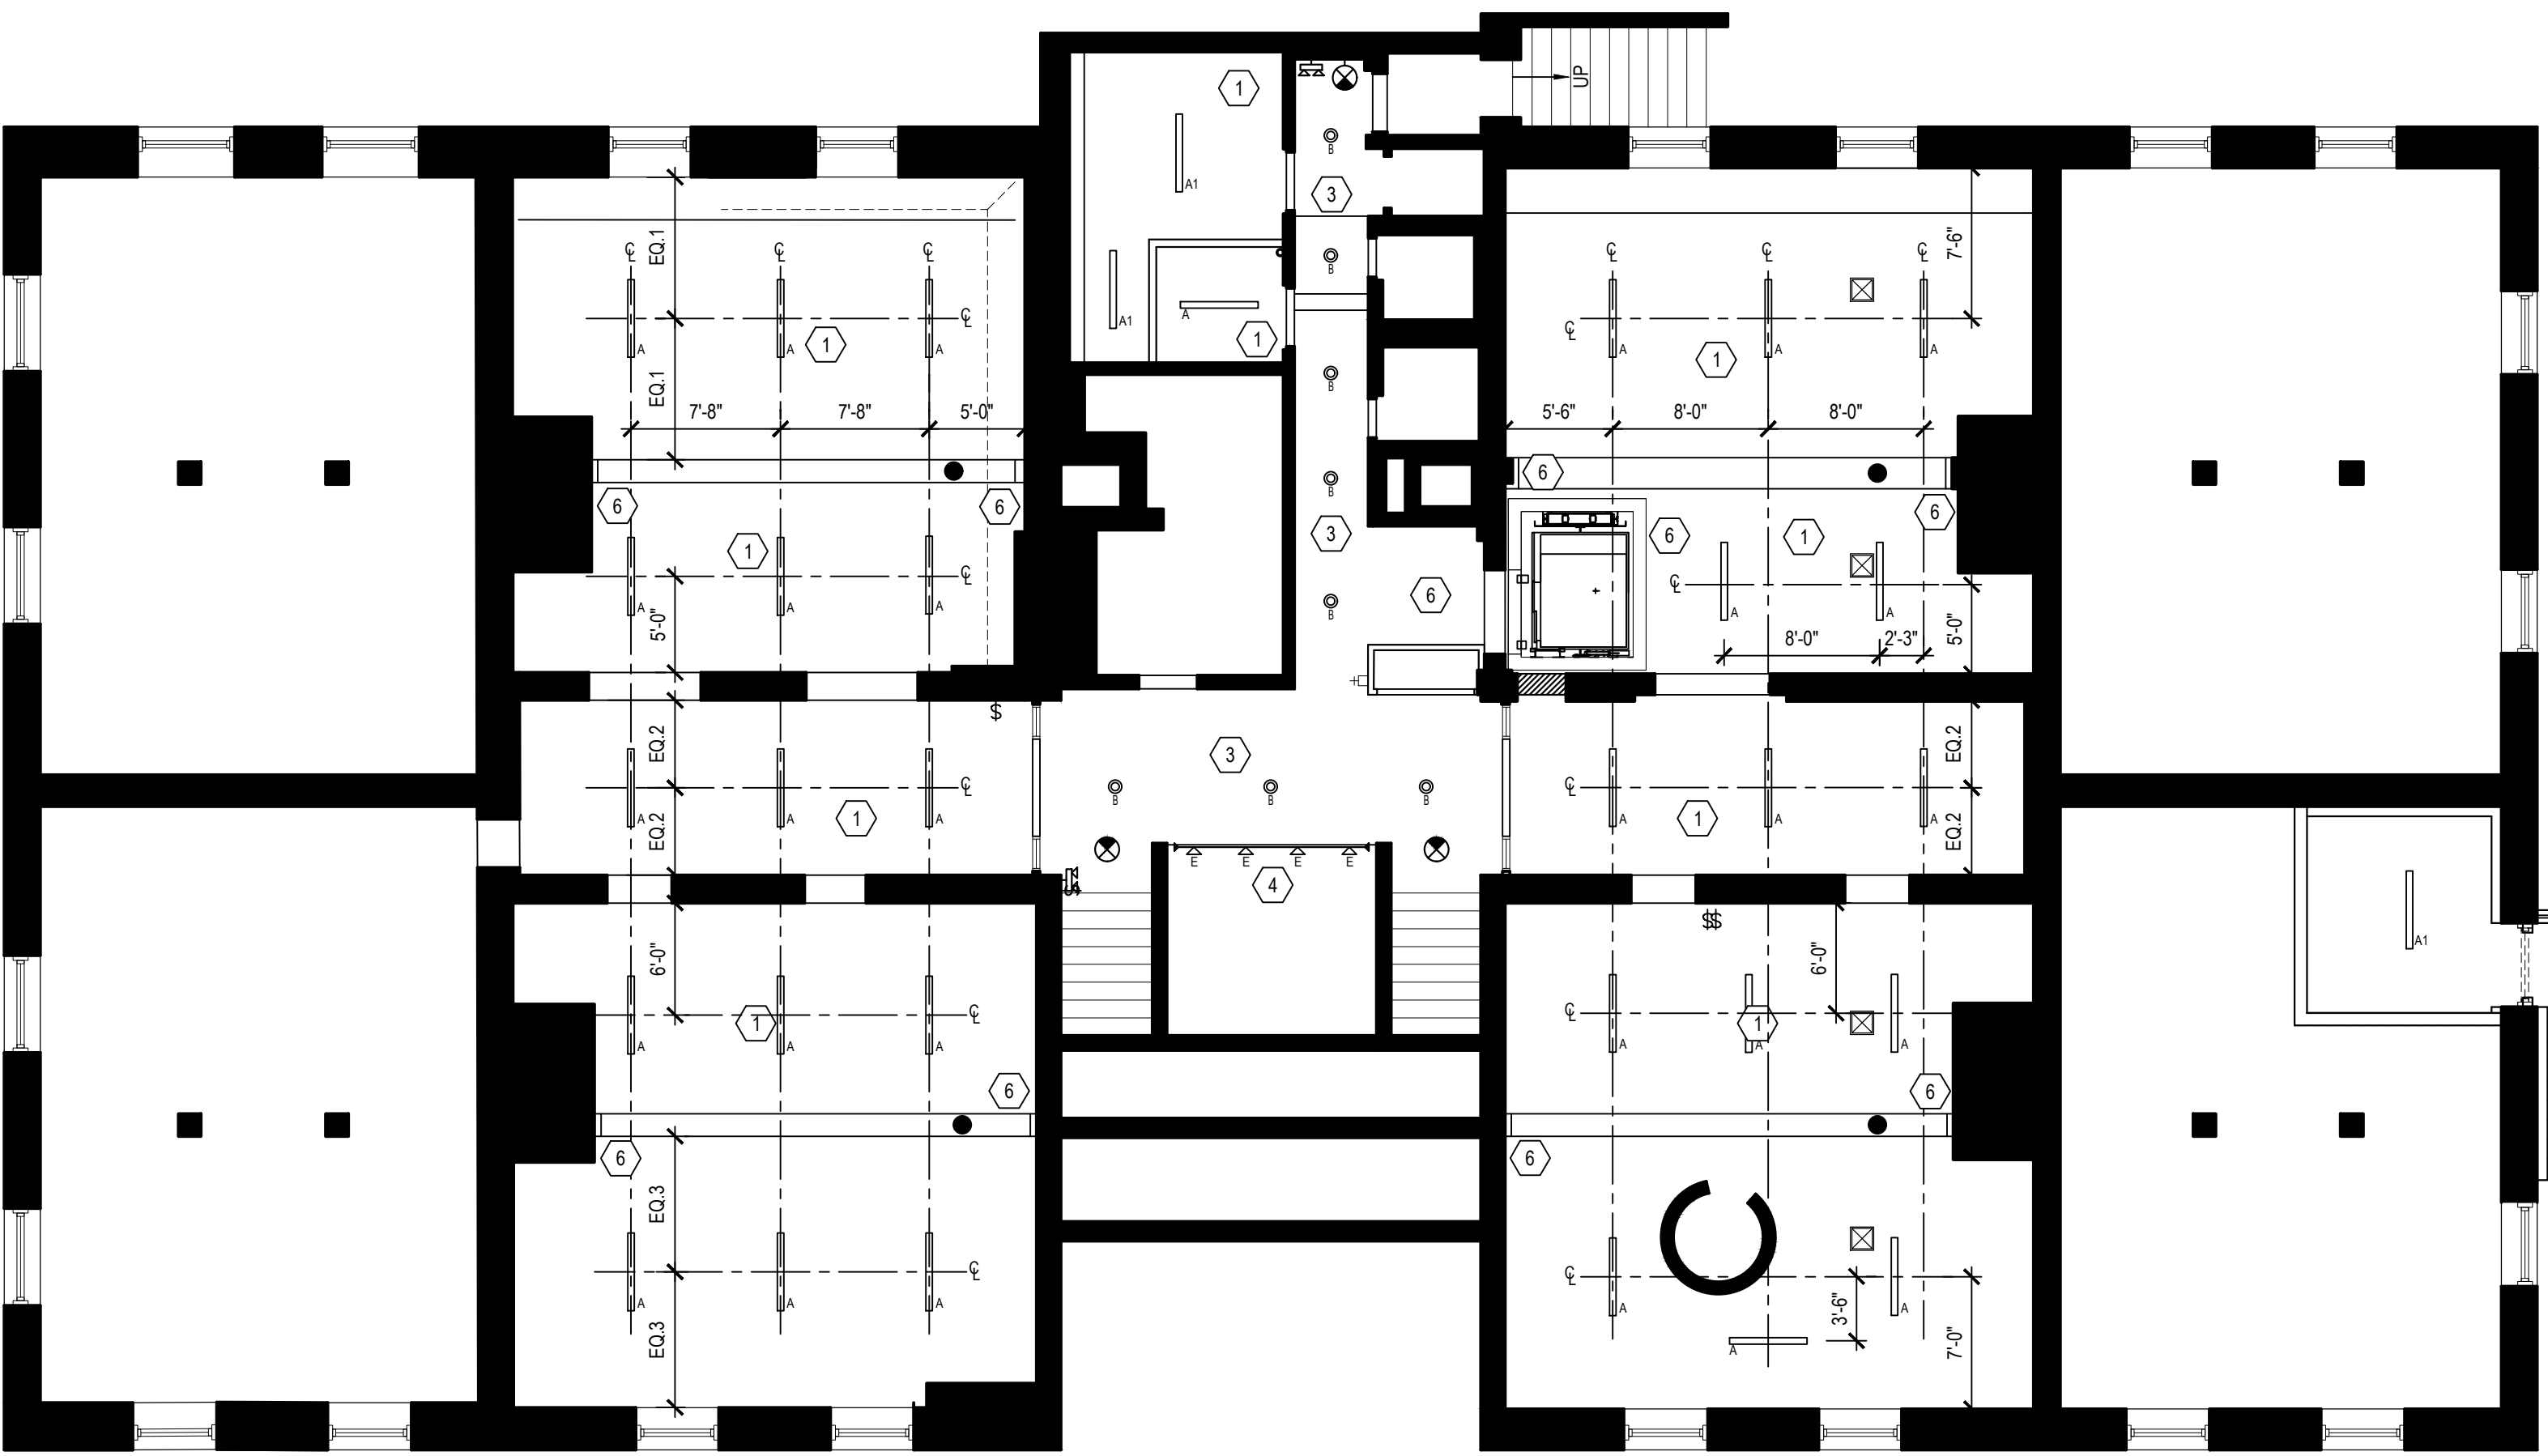 UP
1
A1
B
3
EQ.1
℄ ℄ ℄
B
℄ ℄ ℄
7'-6"
A1
A
1
℄
℄
A A A
1
A A A
1
B
EQ.1
7'-8" 7'-8" 5'-0"
5'-6" 8'-0" 8'-0"
6 6
B
6
6
1
3
6
1
℄
℄
A A A
6
B
A A
5'-0"
8'-0" 2'-3" 5'-0"
$
EQ.2
3
EQ.2
℄
B B B
℄
A A A
1
EQ.2
1
A A A
EQ.2
E E E E
4
$$
A1
6'-0"
6'-0"
℄
℄
1
1
A A A
A A A
6
6
6
6
EQ.3
℄
℄
A A A
A A
3'-6"
EQ.3
A
7'-0"